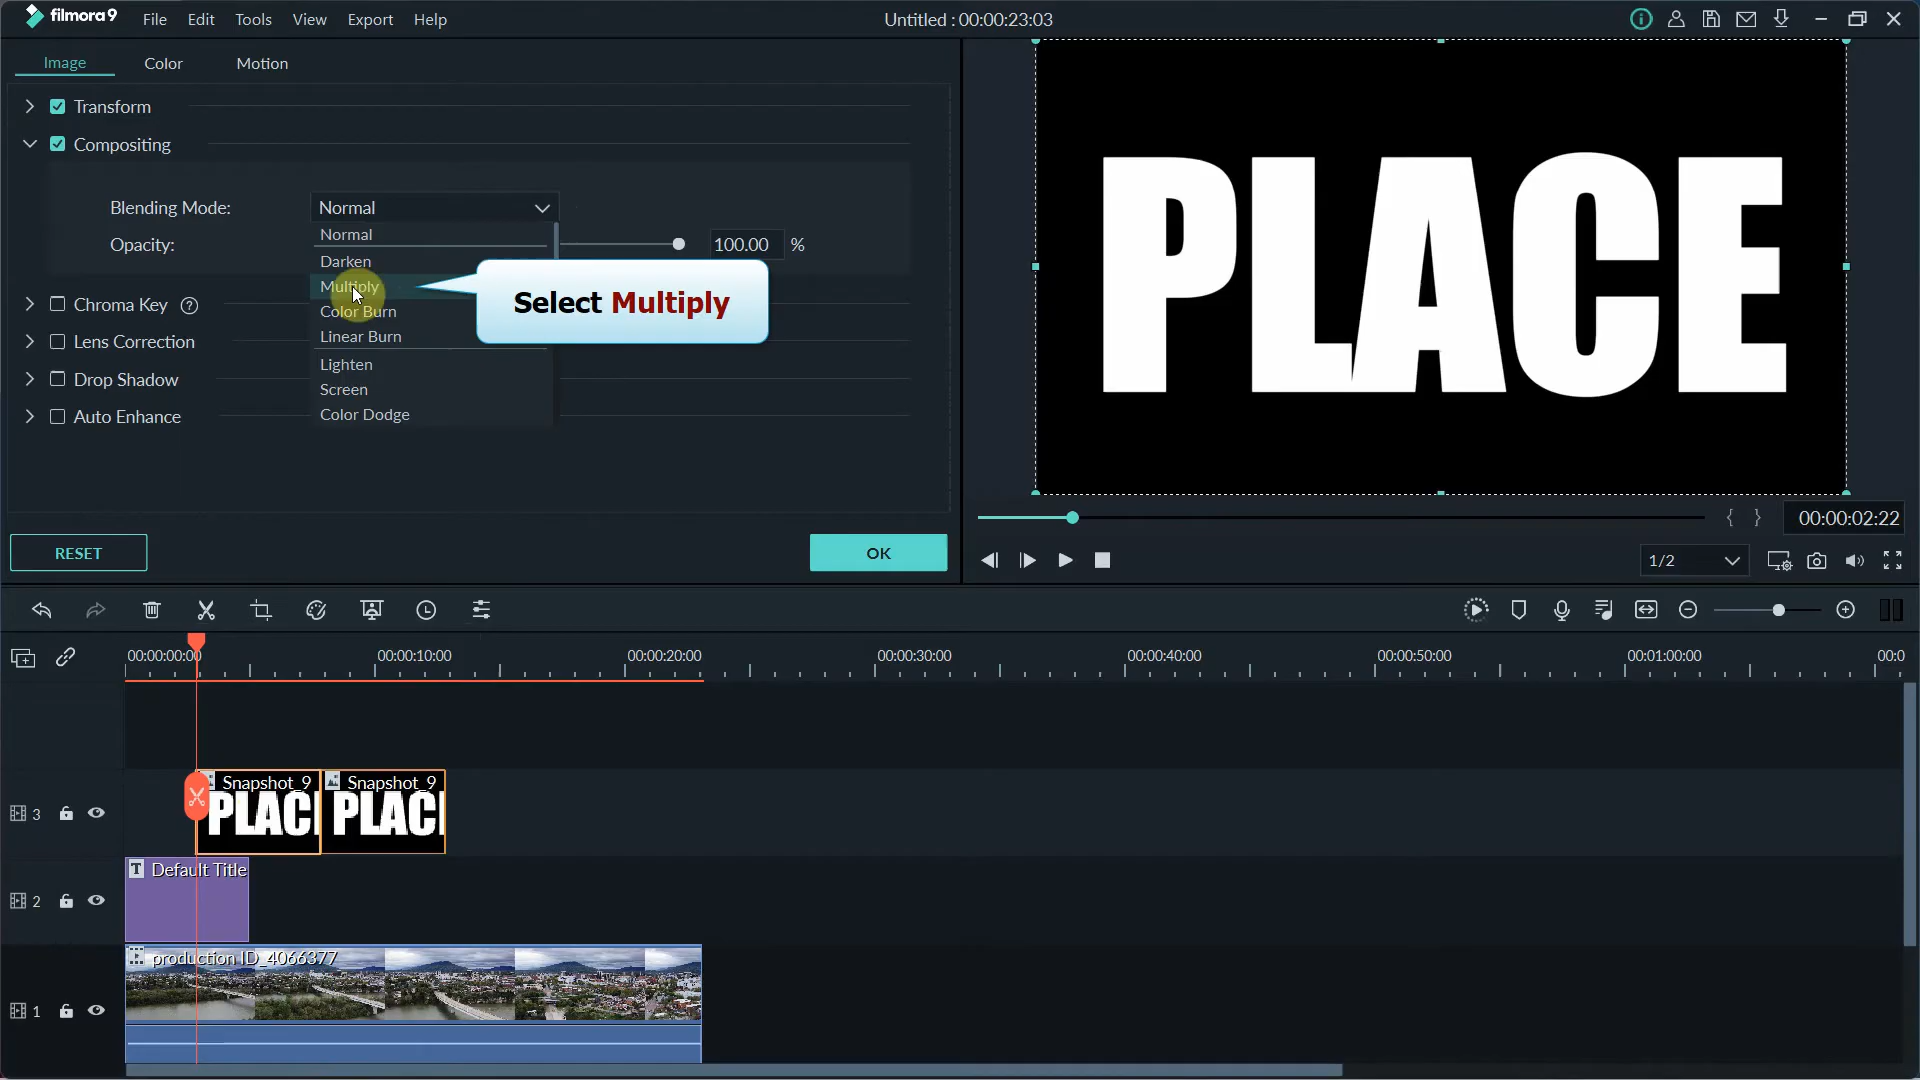 filmora9 File Edit Tools View Export Help Untitled : 00:00:23:03
Image Color Motion
Transform
Compositing
Blending Mode: Normal
Normal
Opacity: 100.00 %
Darken
Multiply
Select Multiply
Chroma Key ?
Color Burn
Linear Burn
Lens Correction
Lighten
Drop Shadow
Screen
Color Dodge
Auto Enhance
PLACE
{ } 00:00:02:22
RESET OK
1/2
00:00:00:00 00:00:10:00 00:00:20:00 00:00:30:00 00:00:40:00 00:00:50:00 00:01:00:00 00:0
Snapshot_9 Snapshot_9
PLACE PLACE
3
T Default Title
2
production ID_4066377
1